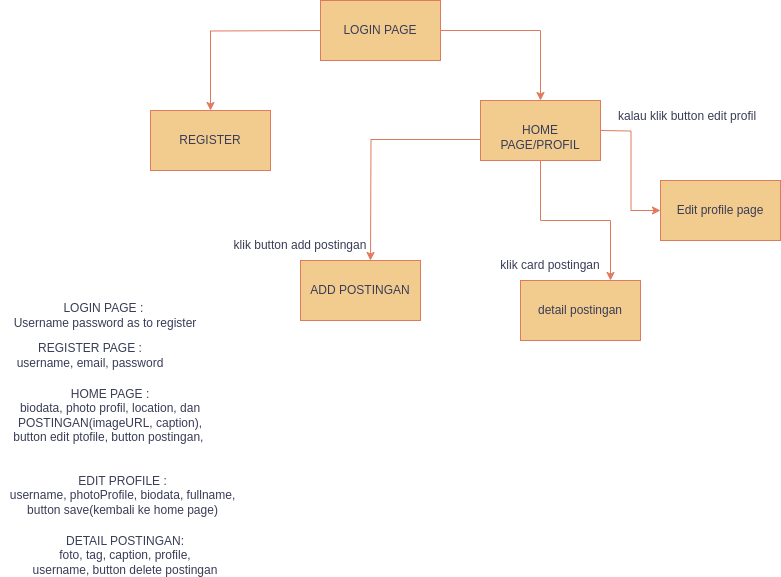 LOGIN PAGE
REGISTER
HOME
PAGE/PROFIL
kalau klik button edit profil
Edit profile page
klik button add postingan
ADD POSTINGAN
klik card postingan
detail postingan
LOGIN PAGE :
Username password as to register
REGISTER PAGE :
username, email, password
HOME PAGE :
biodata, photo profil, location, dan
POSTINGAN(imageURL, caption),
button edit ptofile, button postingan,
EDIT PROFILE :
username, photoProfile, biodata, fullname,
button save(kembali ke home page)
DETAIL POSTINGAN:
foto, tag, caption, profile,
username, button delete postingan